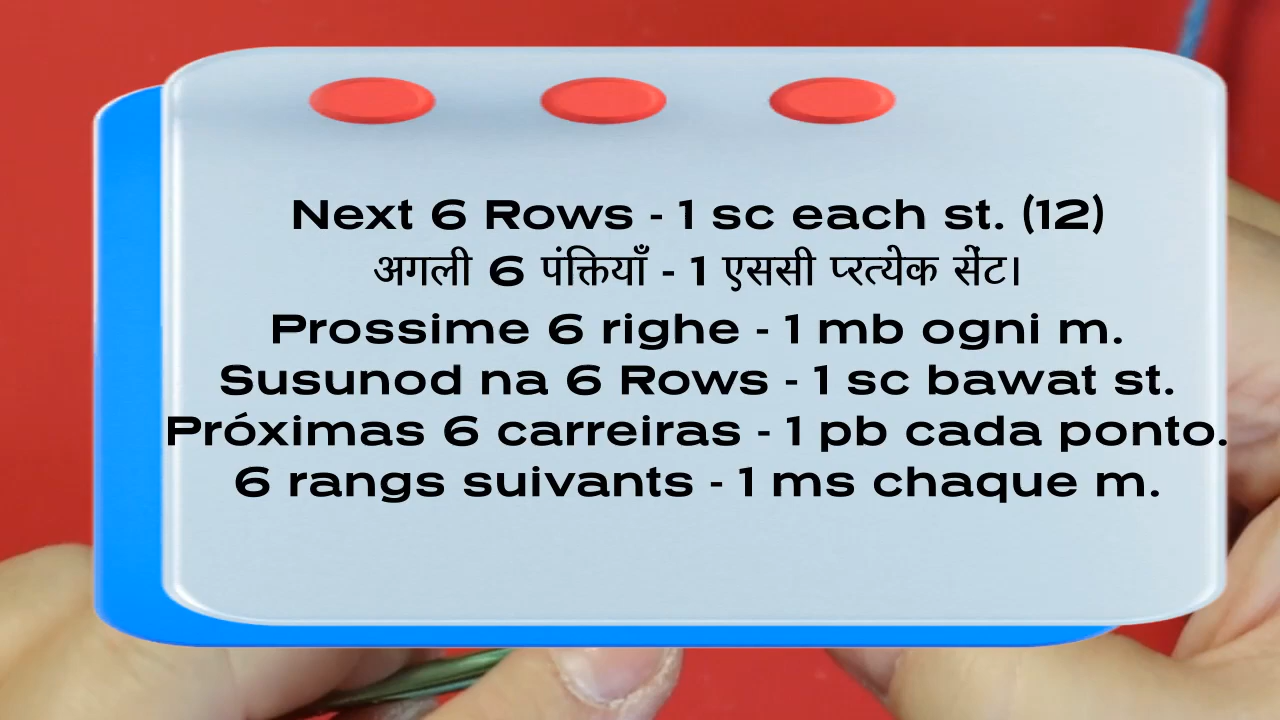 Next 6 Rows - 1 sc each st. (12)
अगली 6 पंक्तियाँ - 1 एससी प्रत्येक सेंट।
Prossime 6 righe - 1 mb ogni m.
Susunod na 6 Rows - 1 sc bawat st.
Próximas 6 carreiras - 1 pb cada ponto.
6 rangs suivants - 1 ms chaque m.